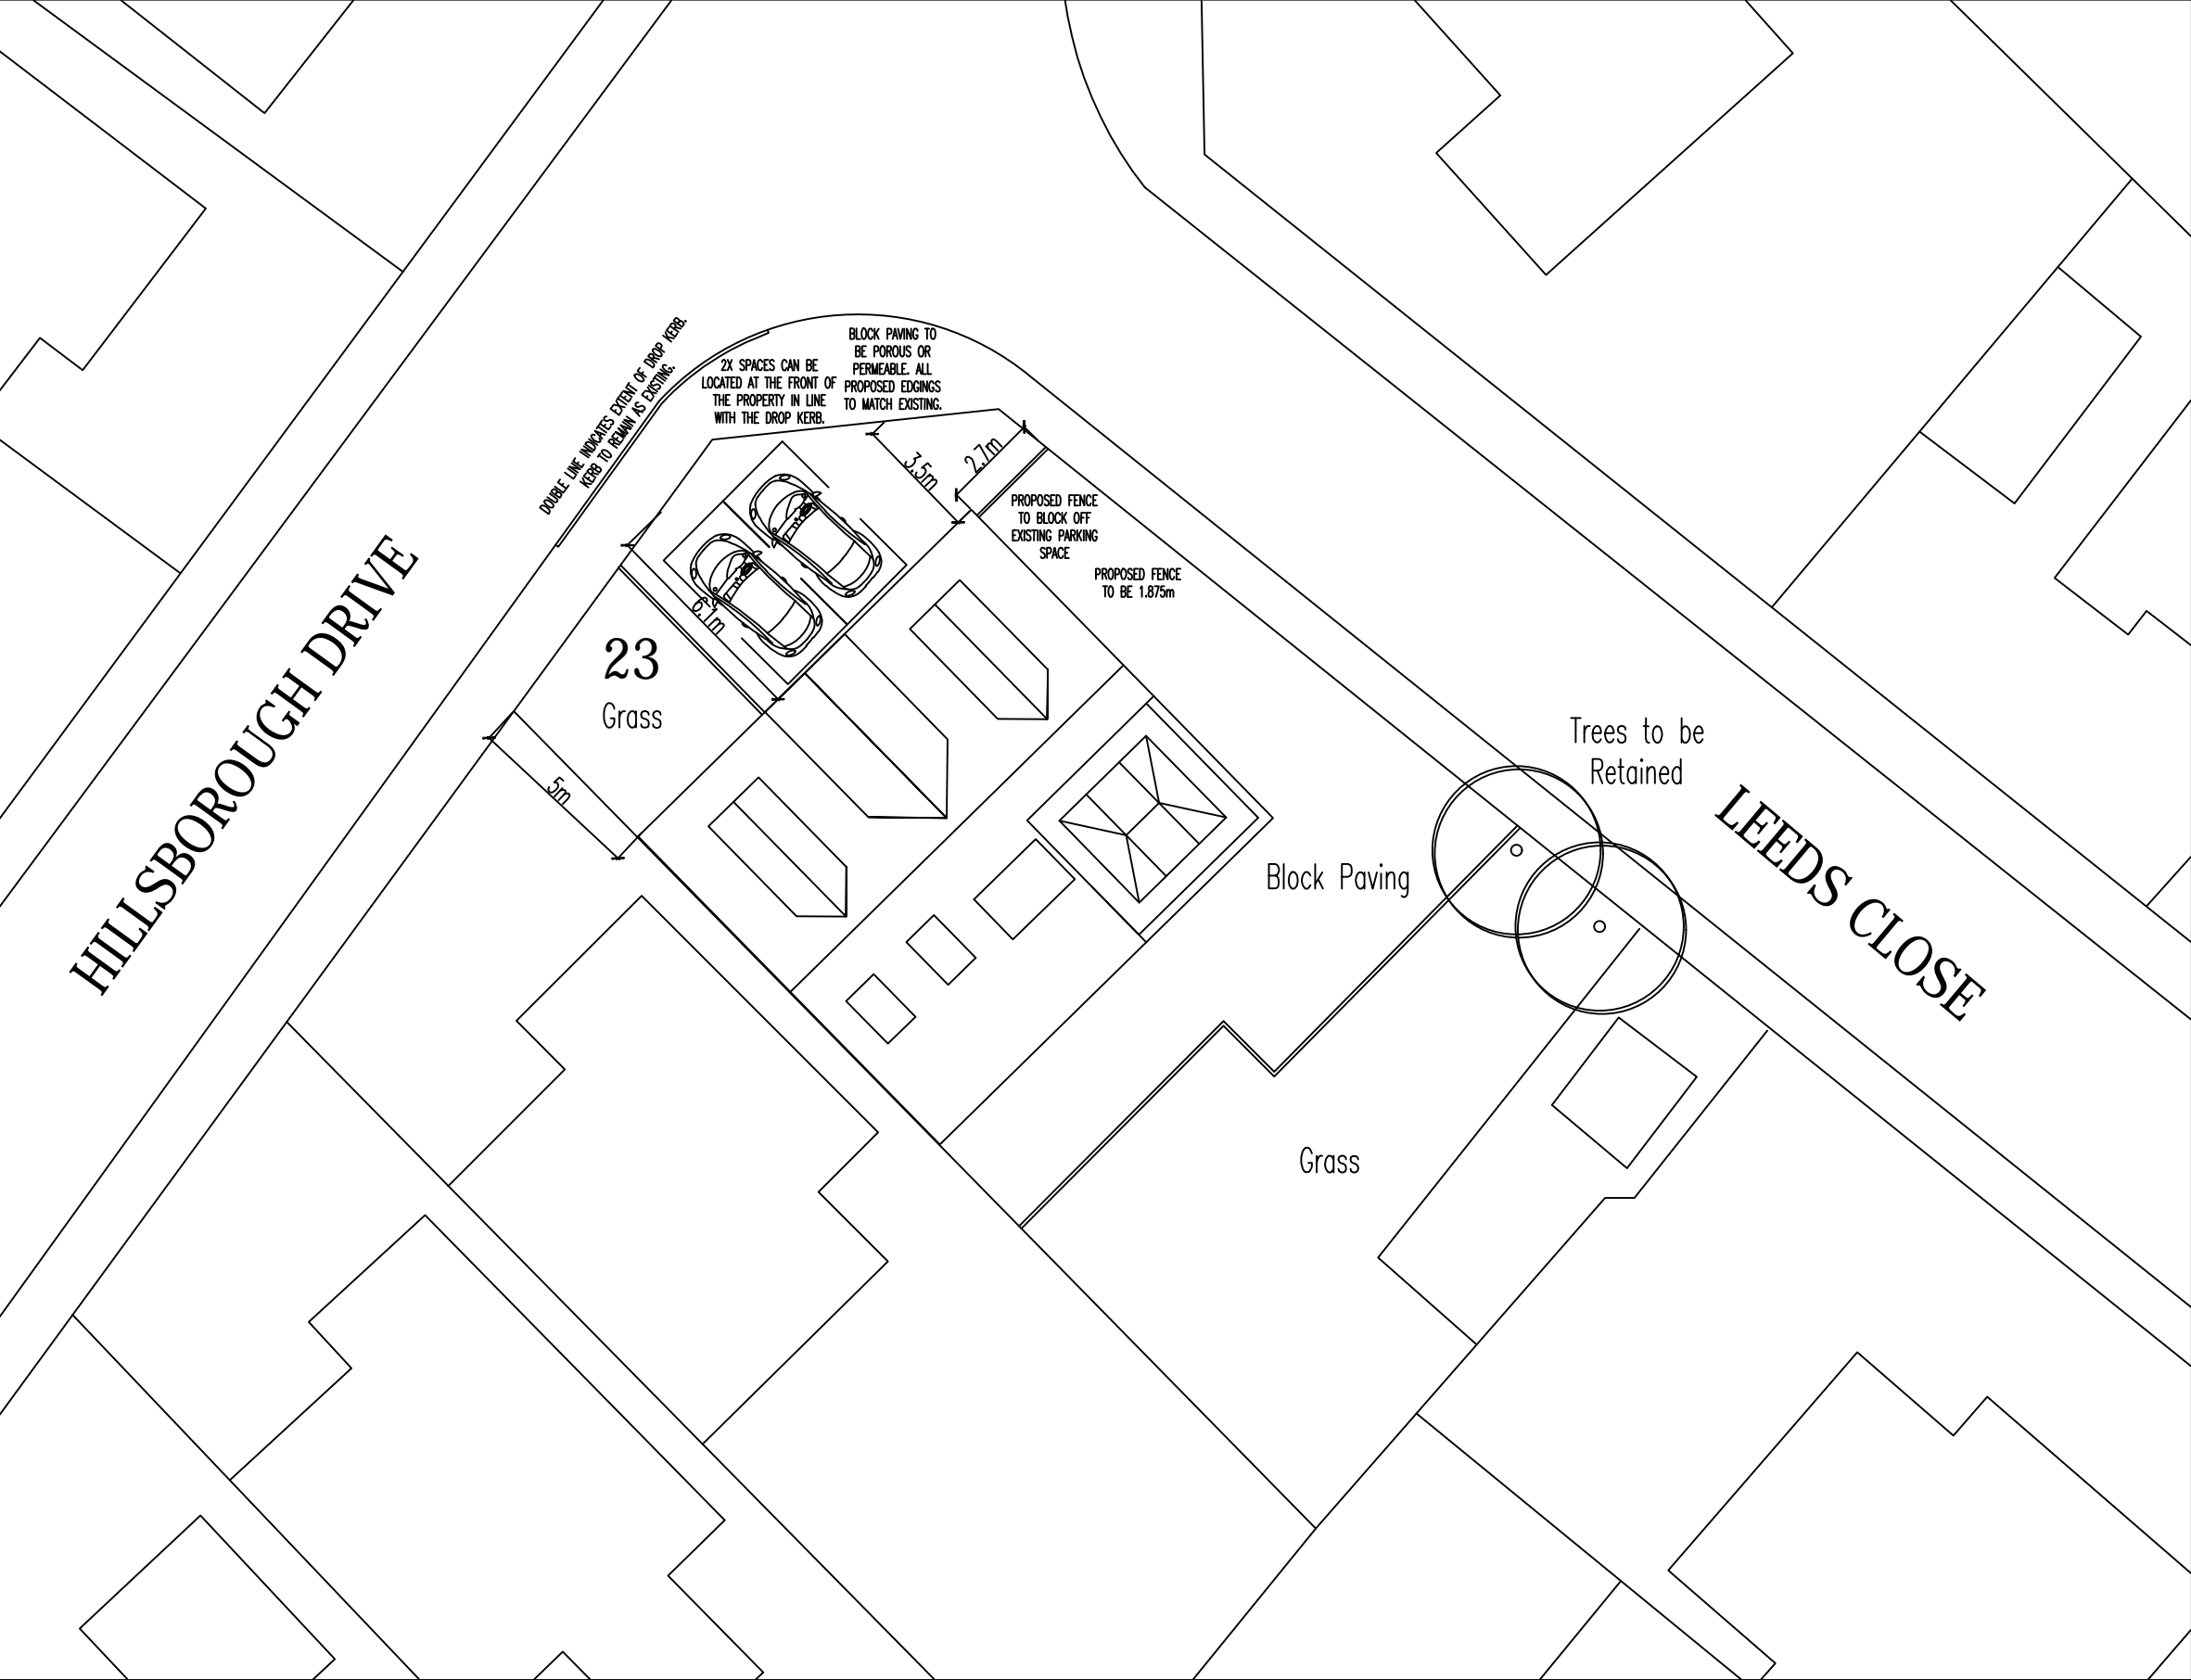 DOUBLE LINE INDICATES EXTENT OF DROP KERB.
KERB TO REMAIN AS EXISTING.
2X SPACES CAN BE
LOCATED AT THE FRONT OF
THE PROPERTY IN LINE
WITH THE DROP KERB.
BLOCK PAVING TO
BE POROUS OR
PERMEABLE. ALL
PROPOSED EDGINGS
TO MATCH EXISTING.
3.5m
2.7m
PROPOSED FENCE
TO BLOCK OFF
EXISTING PARKING
SPACE
PROPOSED FENCE
TO BE 1.875m
6.1m
23
Grass
5m
HILLSBOROUGH DRIVE
Trees to be
Retained
LEEDS CLOSE
Block Paving
Grass